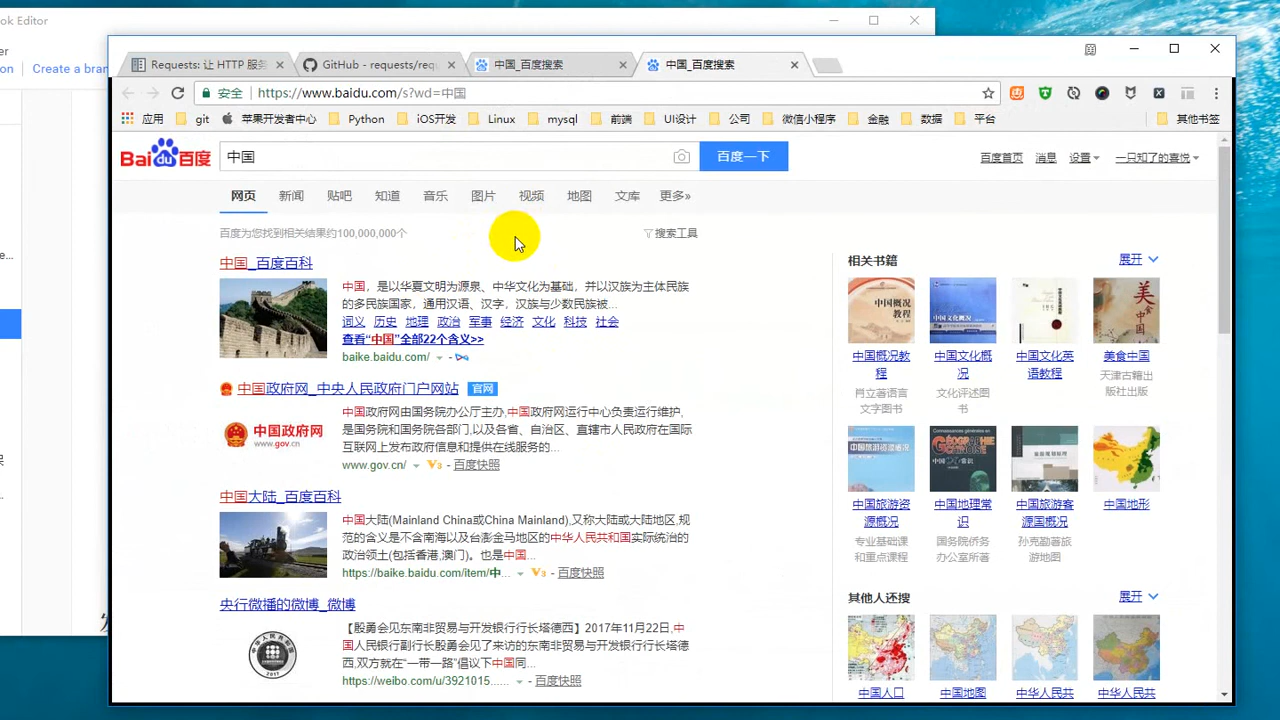 ok Editor
er
on
Create a bran
e...
Requests: 让 HTTP 服务
GitHub - requests/requ
中国_百度搜索
中国_百度搜索
安全
https://www.baidu.com/s?wd=中国
应用
git
苹果开发者中心
Python
iOS开发
Linux
mysql
前端
UI设计
公司
微信小程序
金融
数据
平台
其他书签
Bai du 百度
中国
百度一下
百度首页
消息
设置
一只知了的喜悦
网页
新闻
贴吧
知道
音乐
图片
视频
地图
文库
更多»
百度为您找到相关结果约100,000,000个
搜索工具
中国_百度百科
中国，是以华夏文明为源泉、中华文化为基础，并以汉族为主体民族
的多民族国家，通用汉语、汉字，汉族与少数民族被...
词义 历史 地理 政治 军事 经济 文化 科技 社会
查看“中国”全部22个含义>>
baike.baidu.com/
中国政府网_中央人民政府门户网站
官网
中国政府网
www.gov.cn
中国政府网由国务院办公厅主办,中国政府网运行中心负责运行维护,
是国务院和国务院各部门,以及各省、自治区、直辖市人民政府在国际
互联网上发布政府信息和提供在线服务的...
www.gov.cn/
V3 - 百度快照
中国大陆_百度百科
中国大陆(Mainland China或China Mainland),又称大陆或大陆地区,规
范的含义是不含南海以及台澎金马地区的中华人民共和国实际统治的
政治领土(包括香港,澳门)。也是中国...
https://baike.baidu.com/item/中...
V3 - 百度快照
央行微播的微博_微博
【殷勇会见东南非贸易与开发银行行长塔德西】2017年11月22日,中
国人民银行副行长殷勇会见了来访的东南非贸易与开发银行行长塔德
西.双方就在“一带一路”倡议下中国同...
https://weibo.com/u/3921015......
- 百度快照
相关书籍
展开
中国概况教
程
肖立著语言
文字图书
中国文化概
况
文化评述图
书
中国文化英
语教程
美食中国
天津古籍出
版社出版
中国旅游资
源概况
专业基础课
和重点课程
中国地理常
识
国务院侨务
办公室所著
中国旅游客
源国概况
孙克勤著旅
游地图
中国地形
其他人还搜
展开
中国人口
中国地图
中华人民共
中华人民共